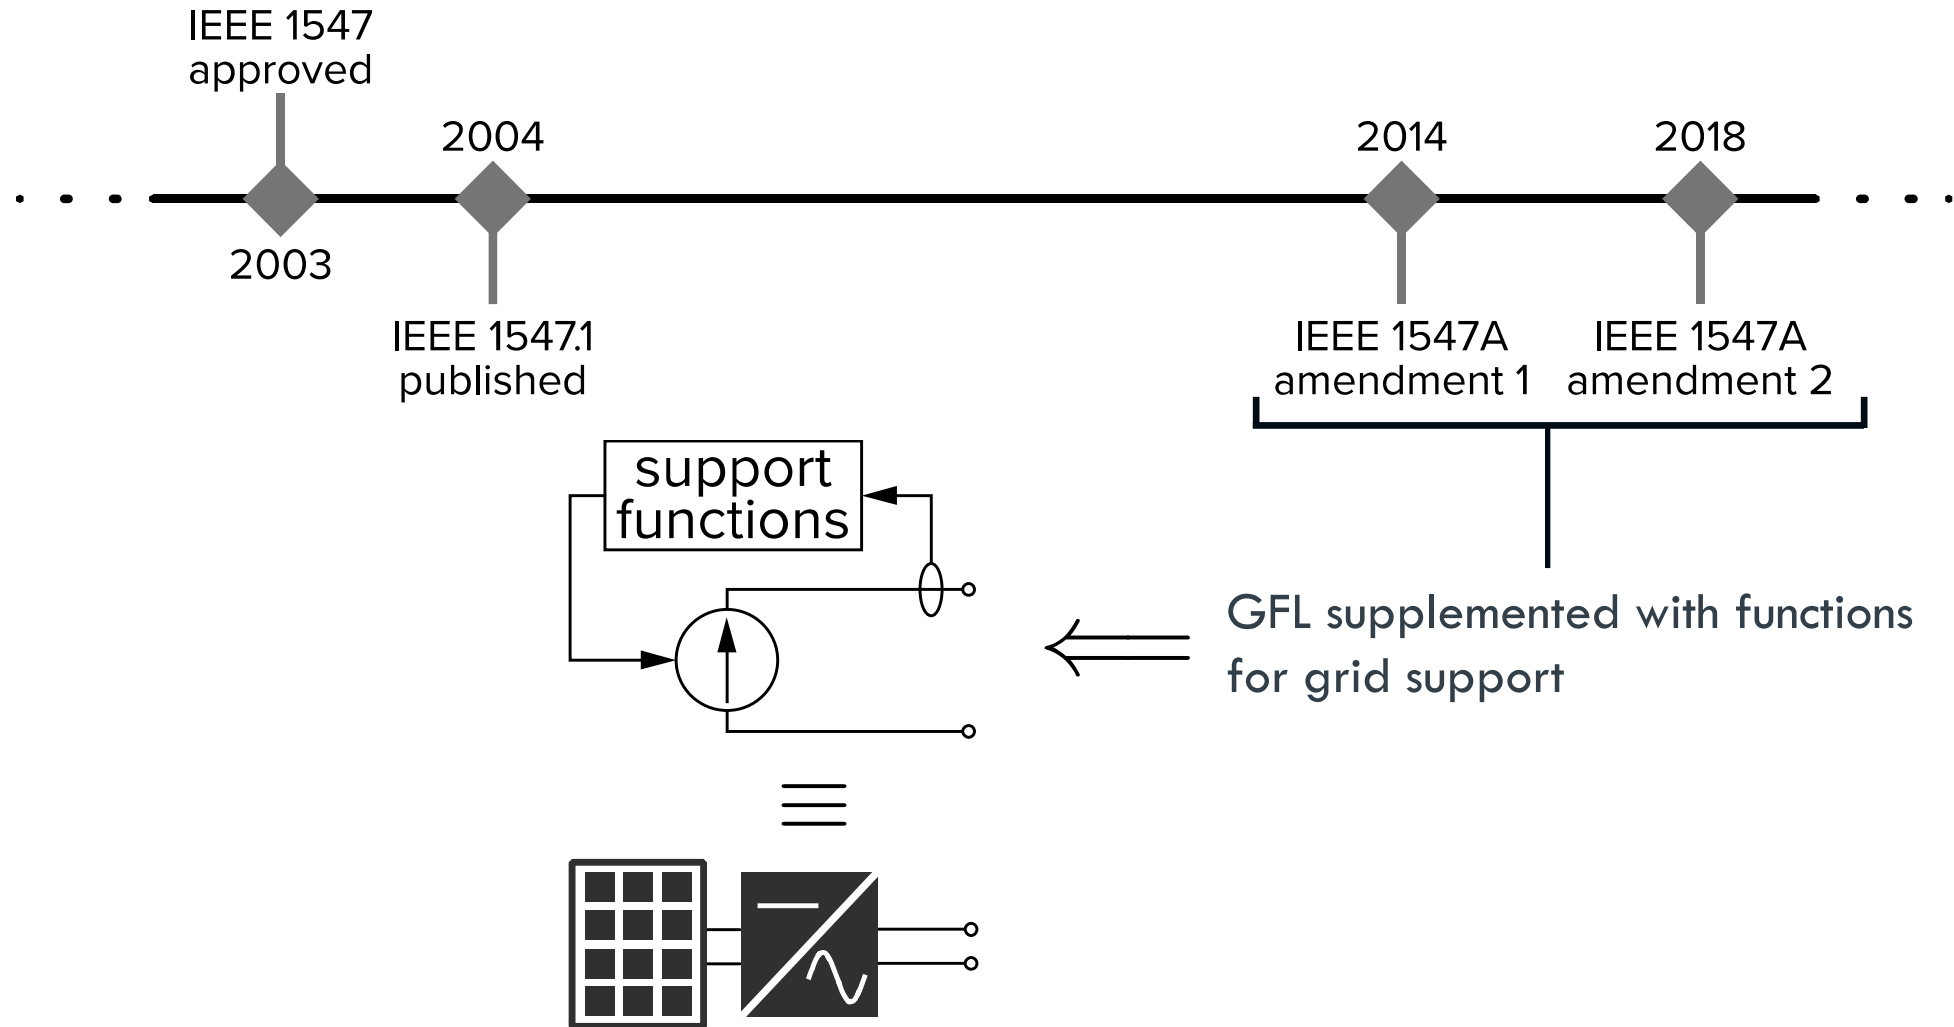 IEEE 1547
approved
2004
2014
2018
2003
IEEE 1547.1
published
IEEE 1547A
amendment 1
IEEE 1547A
amendment 2
support
functions
GFL supplemented with functions
for grid support